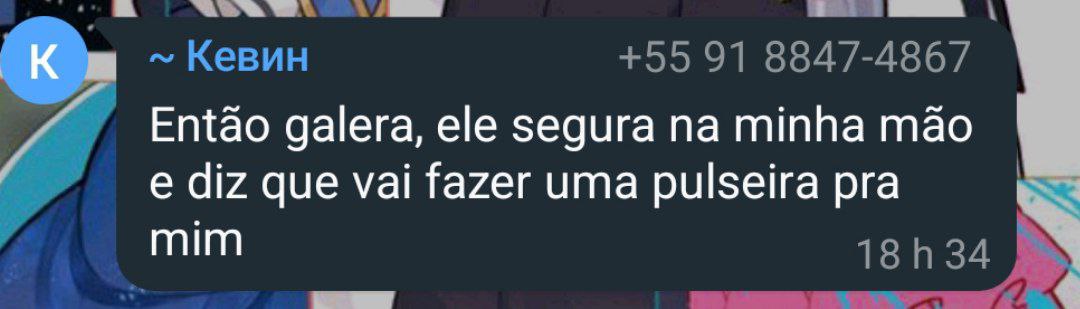 K
~ Кевин +55 91 8847-4867
Então galera, ele segura na minha mão
e diz que vai fazer uma pulseira pra
mim
18 h 34